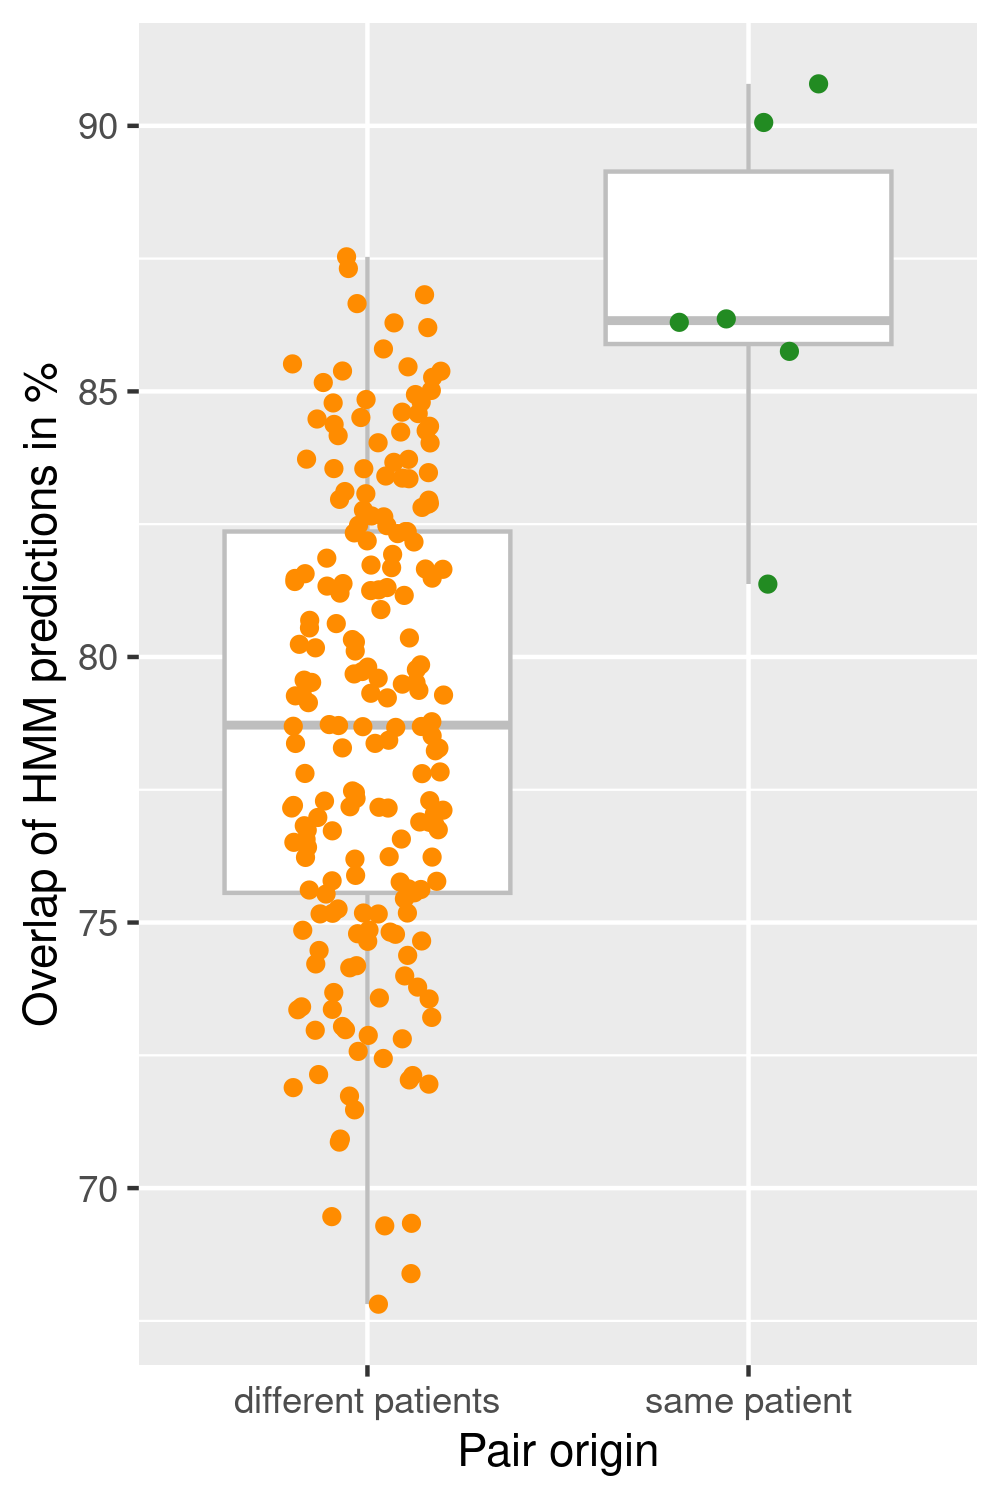 Overlap of HMM predictions in %
90
85
80
75
70
different patients
same patient
Pair origin